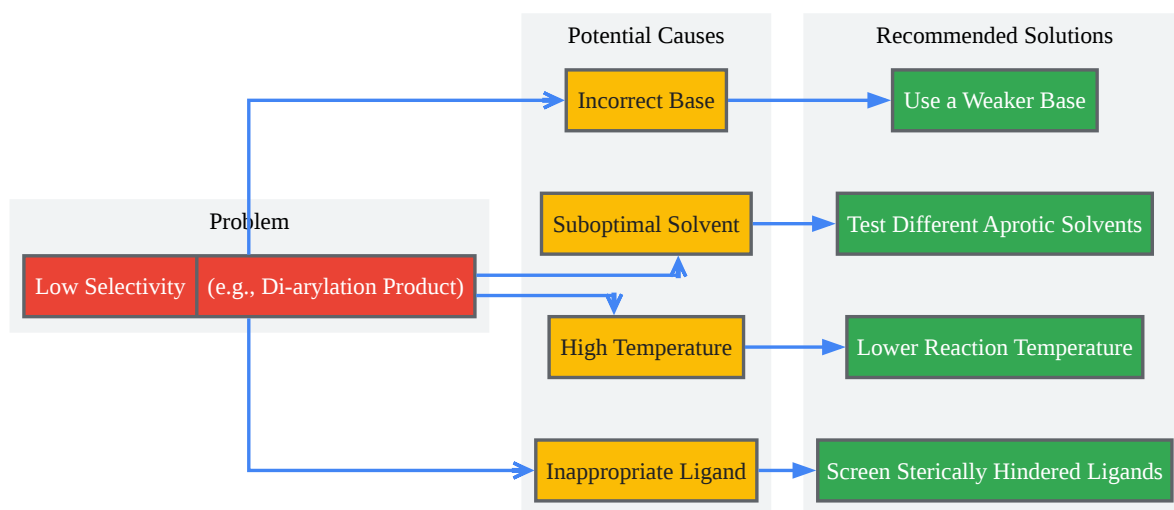 Potential Causes
Recommended Solutions
Incorrect Base
Use a Weaker Base
Suboptimal Solvent
Test Different Aprotic Solvents
Problem
Low Selectivity
(e.g., Di-arylation Product)
High Temperature
Lower Reaction Temperature
Inappropriate Ligand
Screen Sterically Hindered Ligands